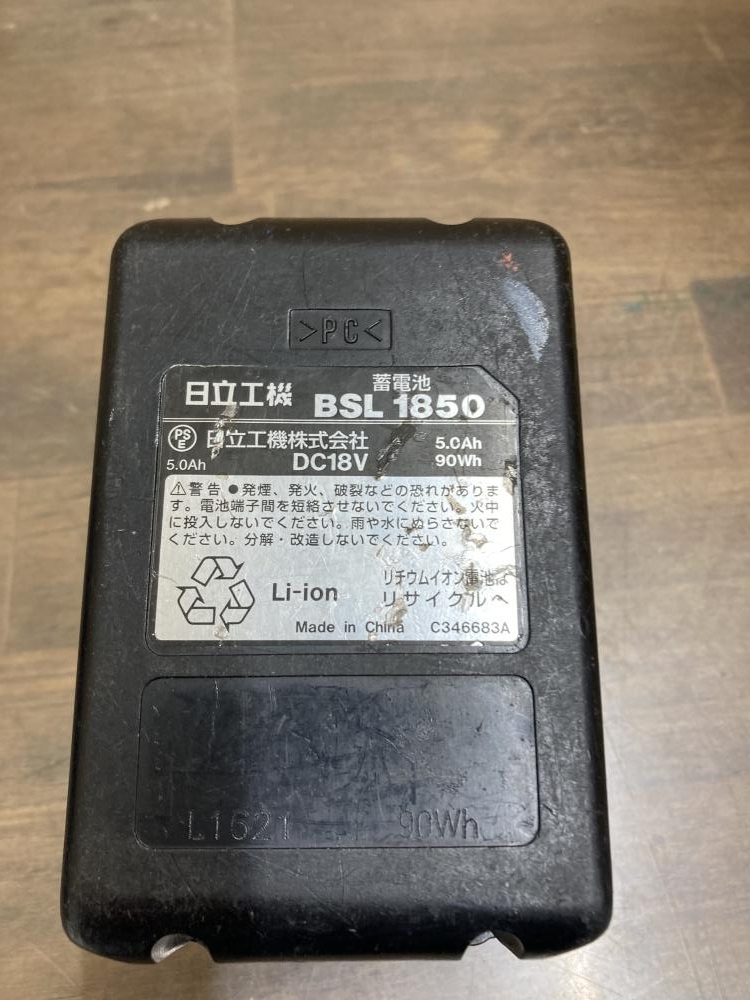 >PC<
蓄電池
日立工機 BSL 1850
PS E 日立工機株式会社 5.0Ah
5.0Ah DC18V 90Wh
⚠警告 ●発煙、発火、破裂などの恐れがありま
す。電池端子間を短絡させないでください。火中
に投入しないでください。雨や水にぬらさないで
ください。分解・改造しないでください。
リチウムイオン電池は
Li-ion リサイクルへ
Made in China C346683A
L1621 90Wh